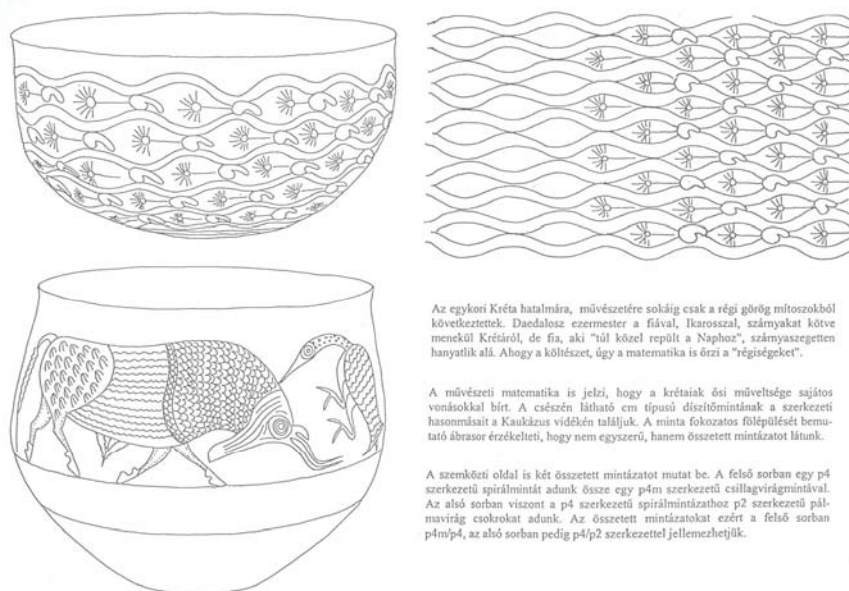 Az egykori Kréta hatalmára, művészetére sokáig csak a régi görög mítoszokból
következtettek. Daedalosz ezermester a fiával, Ikarosszal, szárnyakat kötve
menekül Krétáról, de fia, aki "túl közel repült a Naphoz", szárnyaszegetten
hanyatlik alá. Ahogy a költészet, úgy a matematika is őrzi a "régiségeket".
A művészeti matematika is jelzi, hogy a krétaiak ősi műveltsége sajátos
vonásokkal bírt. A csészén látható cm típusú díszítőmintának a szerkezeti
hasonmásait a Kaukázus vidékén találjuk. A minta fokozatos fölépülését bemu-
tató ábrasor érzékelteti, hogy nem egyszerű, hanem összetett mintázatot látunk.
A szemközti oldal is két összetett mintázatot mutat be. A felső sorban egy p4
szerkezetű spirálmintát adunk össze egy p4m szerkezetű csillagvirágmintával.
Az alsó sorban viszont a p4 szerkezetű spirálmintázathoz p2 szerkezetű pál-
mavirág csokrokat adunk. Az összetett mintázatokat ezért a felső sorban
p4m/p4, az alsó sorban pedig p4/p2 szerkezettel jellemezhetjük.